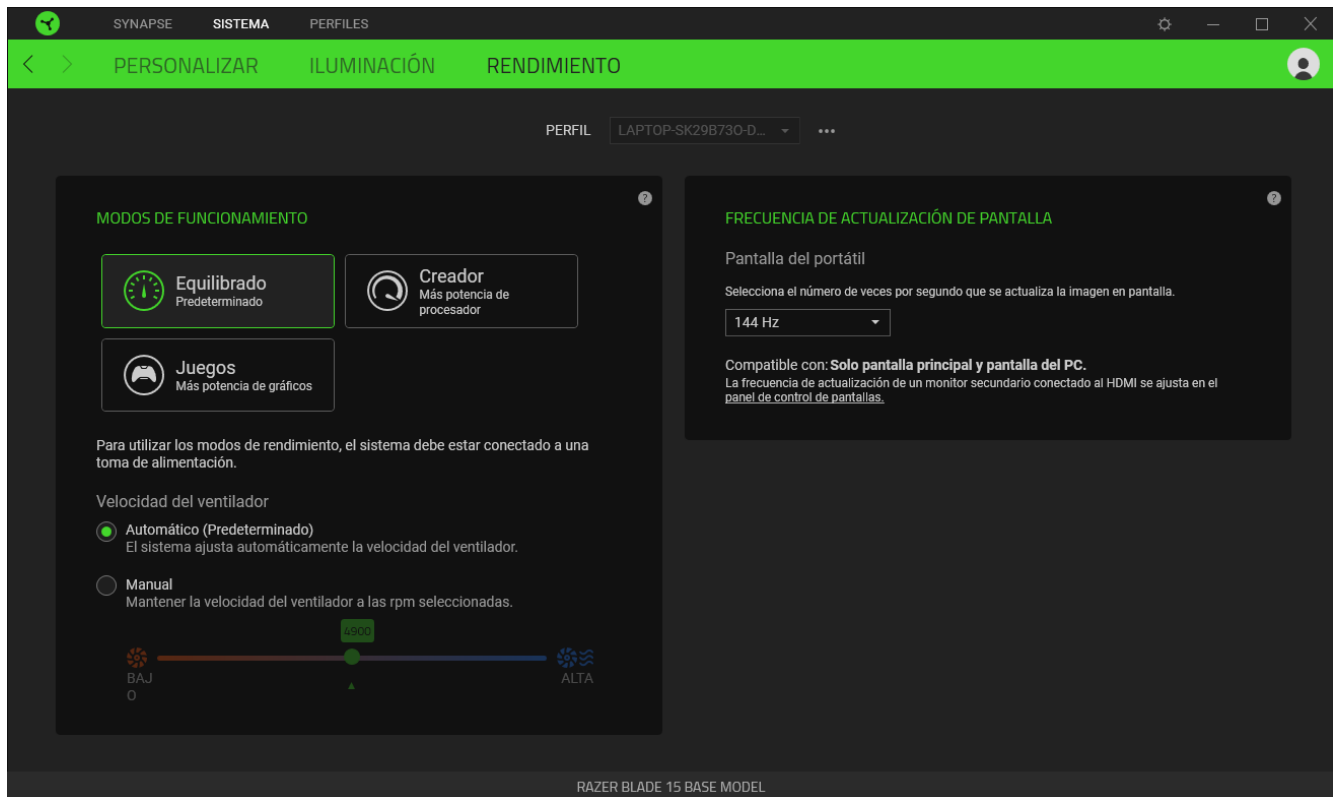 SYNAPSE SISTEMA PERFILES
PERSONALIZAR ILUMINACIÓN RENDIMIENTO
PERFIL LAPTOP-SK29B73O-D...
MODOS DE FUNCIONAMIENTO
Equilibrado
Predeterminado
Creador
Más potencia de
procesador
Juegos
Más potencia de gráficos
Para utilizar los modos de rendimiento, el sistema debe estar conectado a una
toma de alimentación.
Velocidad del ventilador
Automático (Predeterminado)
El sistema ajusta automáticamente la velocidad del ventilador.
Manual
Mantener la velocidad del ventilador a las rpm seleccionadas.
4900
BAJ
O
ALTA
FRECUENCIA DE ACTUALIZACIÓN DE PANTALLA
Pantalla del portátil
Selecciona el número de veces por segundo que se actualiza la imagen en pantalla.
144 Hz
Compatible con: Solo pantalla principal y pantalla del PC.
La frecuencia de actualización de un monitor secundario conectado al HDMI se ajusta en el
panel de control de pantallas.
RAZER BLADE 15 BASE MODEL